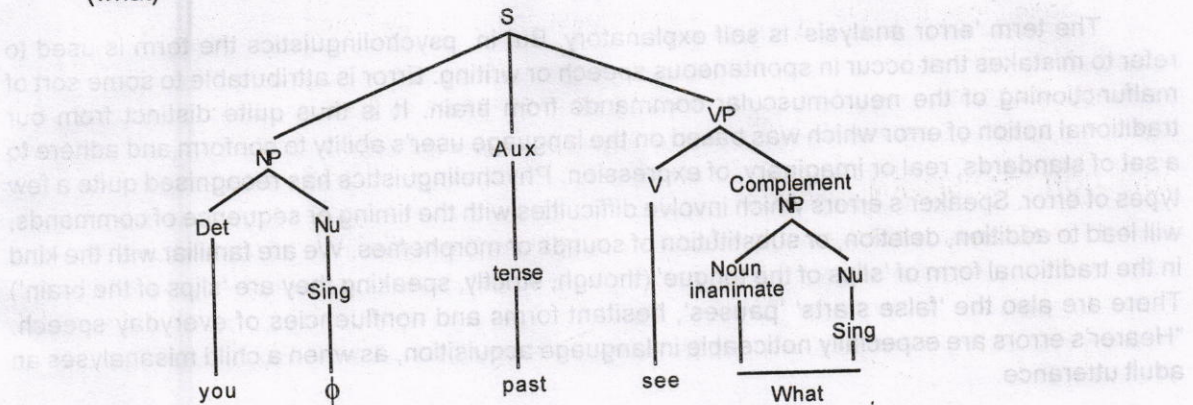 (what)
S
NP Aux VP
V Complement
NP
Det Nu Noun Nu
inanimate
tense
Sing
Sing
you ϕ past see What
The term 'error analysis' is self explanatory. But in psycholinguistics the term is used to
refer to mistakes that occur in spontaneous speech or writing. Error is attributable to some sort of
malfunctioning of the neuromuscular commands from brain. It is thus quite distinct from our
traditional notion of error which was based on the language user's ability to conform and adhere to
a set of standards, real or imaginary, of expression. Phycholinguistics has recognised quite a few
types of error. Speaker's errors which involve difficulties with the timing or sequence of commands,
will lead to addition, deletion, or substitution of sounds or morphemes. We are familiar with the kind
in the traditional form of 'slips of the tongue' (though, strictly, speaking they are 'slips of the brain')
There are also the 'false starts' 'pauses', hesitant forms and nonfluencies of everyday speech.
"Hearer's errors are especially noticeable in language acquisition, as when a child misanalyses an
adult utterance